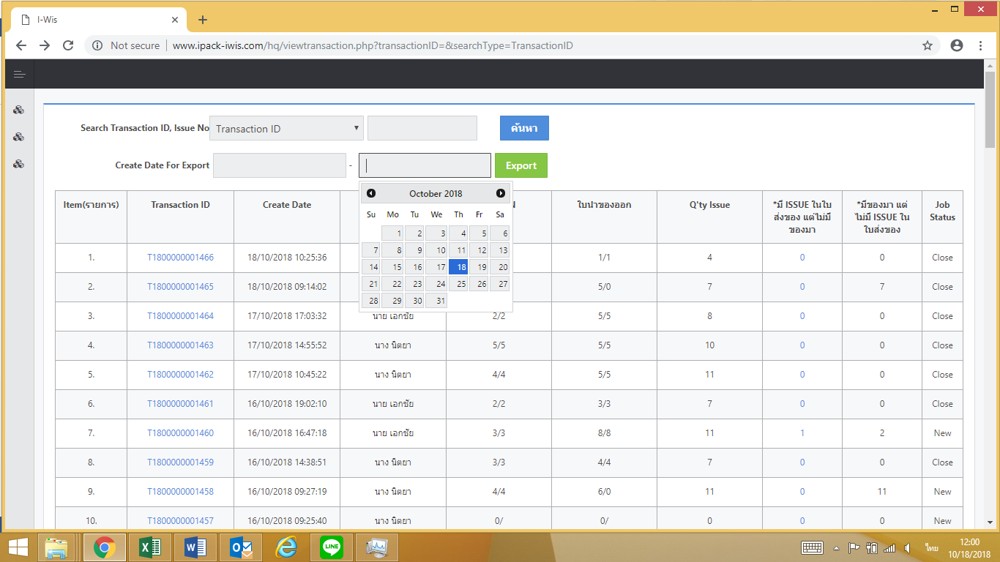 I-Wis
Not secure www.ipack-iwis.com/hq/viewtransaction.php?transactionID=&searchType=TransactionID
Search Transaction ID, Issue No Transaction ID ค้นหา
Create Date For Export - Export
October 2018
Su Mo Tu We Th Fr Sa
1 2 3 4 5 6
7 8 9 10 11 12 13
14 15 16 17 18 19 20
21 22 23 24 25 26 27
28 29 30 31
Item(รายการ) Transaction ID Create Date ใบนำของออก Q'ty Issue *มี ISSUE ในใบ *มีของมา แต่ Job
ส่งของ แต่ไม่มี ไม่มี ISSUE ใน Status
ของมา ใบส่งของ
1. T1800000001466 18/10/2018 10:25:36 1/1 4 0 0 Close
2. T1800000001465 18/10/2018 09:14:02 5/0 7 0 7 Close
3. T1800000001464 17/10/2018 17:03:32 นาย เอกชัย 2/2 5/5 8 0 0 Close
4. T1800000001463 17/10/2018 14:55:52 นาง นิตยา 5/5 5/5 10 0 0 Close
5. T1800000001462 17/10/2018 10:45:22 นาง นิตยา 4/4 5/5 11 0 0 Close
6. T1800000001461 16/10/2018 19:02:10 นาย เอกชัย 2/2 3/3 7 0 0 Close
7. T1800000001460 16/10/2018 16:47:18 นาย เอกชัย 3/3 8/8 11 1 2 New
8. T1800000001459 16/10/2018 14:38:51 นาง นิตยา 3/3 4/4 7 0 0 Close
9. T1800000001458 16/10/2018 09:27:19 นาง นิตยา 4/4 6/0 11 0 11 New
10. T1800000001457 16/10/2018 09:25:40 นาง นิตยา 0/ 0/ 0 0 0 New
LINE
ไทย
12:00
10/18/2018